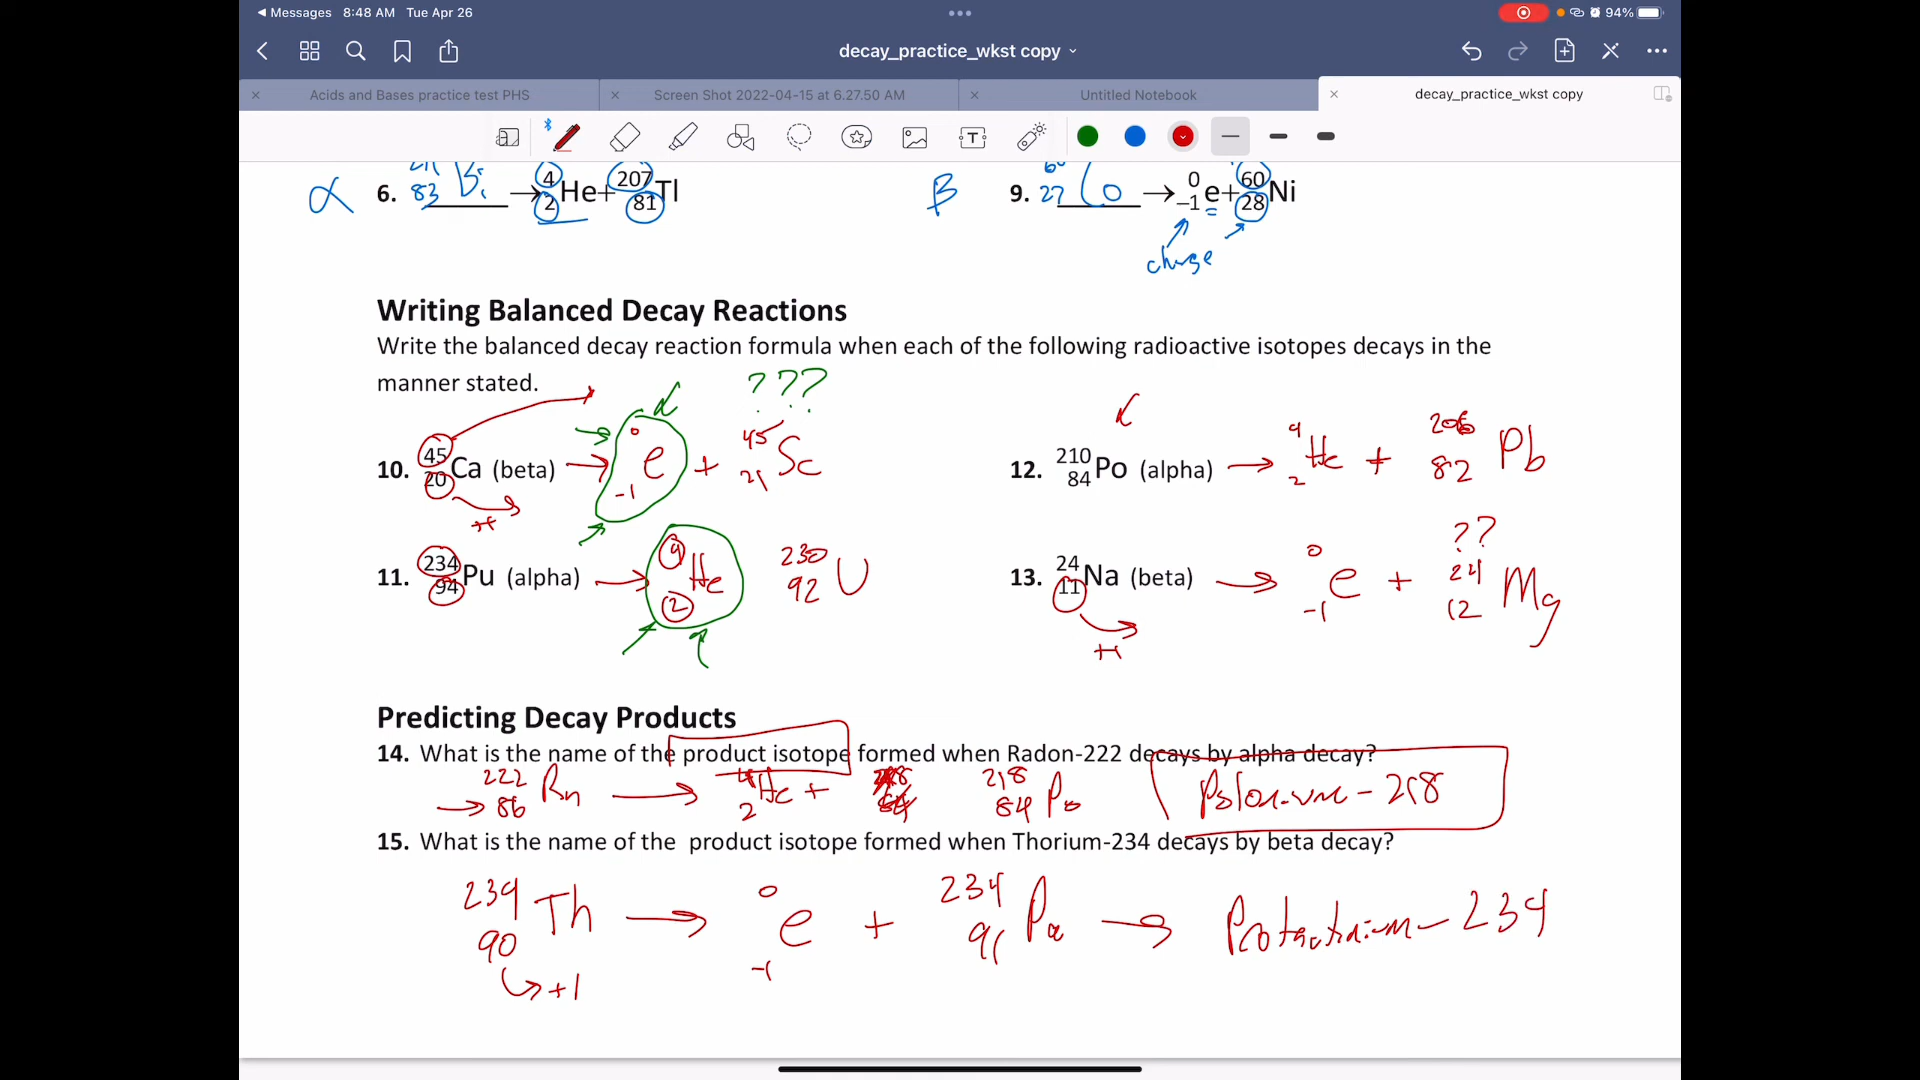 Messages 8:48 AM Tue Apr 26
94%
decay_practice_wkst copy
Acids and Bases practice test PHS
Screen Shot 2022-04-15 at 6.27.50 AM
Untitled Notebook
decay_practice_wkst copy
α 6. 83 Bi → 4 2 He+ 207 81 Tl
β 9. 60 27 Co → 0 –1 e+ 60 28 Ni
charge
Writing Balanced Decay Reactions
Write the balanced decay reaction formula when each of the following radioactive isotopes decays in the
manner stated.
???
10. 45 20 Ca (beta) → 0 -1 e + 45 21 Sc
+1
12. 210 84 Po (alpha) → 4 2 He + 206 82 Pb
11. 234 94 Pu (alpha) → 4 2 He 230 92 U
??
13. 24 11 Na (beta) → 0 -1 e + 24 12 Mg
+1
Predicting Decay Products
14. What is the name of the product isotope formed when Radon-222 decays by alpha decay?
→ 222 86 Rn → 4 2 He + 218 84 Po Polonium - 218
15. What is the name of the product isotope formed when Thorium-234 decays by beta decay?
234 90 Th → 0 -1 e + 234 91 Pa → Protactinium - 234
+1